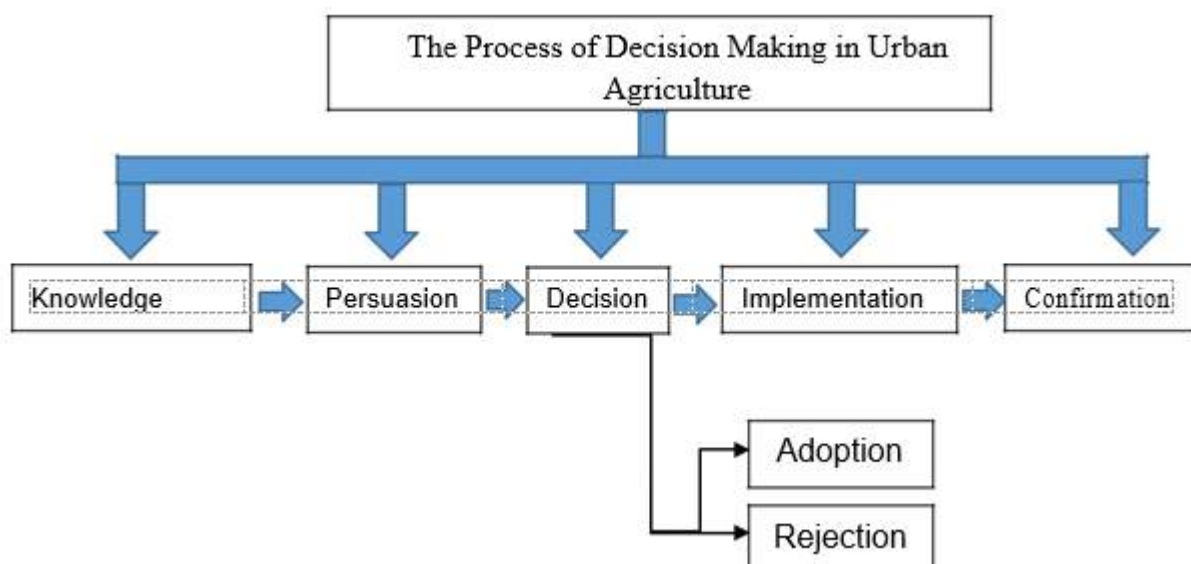 The Process of Decision Making in Urban
Agriculture
Knowledge
Persuasion
Decision
Implementation
Confirmation
Adoption
Rejection